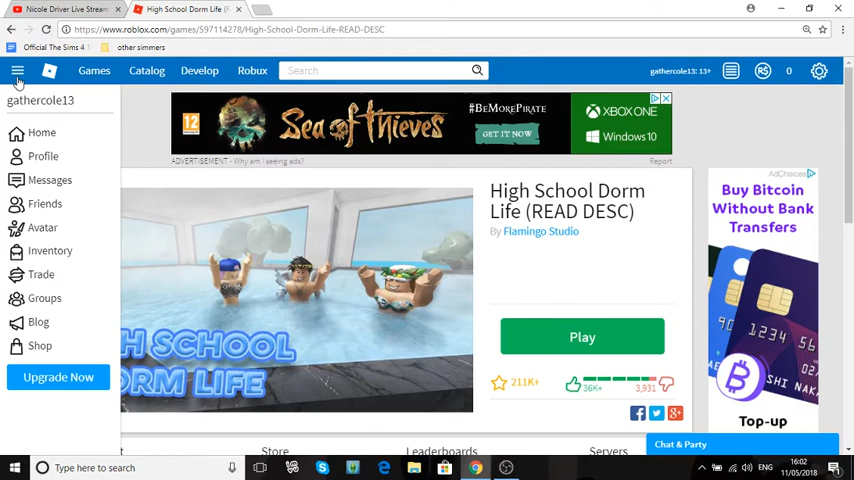 Nicole Driver Live Stream
High School Dorm Life (R
https://www.roblox.com/games/597114278/High-School-Dorm-Life-READ-DESC
Official The Sims 4
other simmers
Games
Catalog
Develop
Robux
Search
gathercole13: 13+
0
gathercole13
Home
Profile
Messages
Friends
Avatar
Inventory
Trade
Groups
Blog
Shop
Upgrade Now
12
Sea of Thieves
#BeMorePirate
GET IT NOW
XBOX ONE
Windows 10
ADVERTISEMENT - Why am I seeing ads?
Report
H SCHOOL
DORM LIFE
High School Dorm
Life (READ DESC)
By Flamingo Studio
Play
211K+
36K+
3,931
AdChoices
Buy Bitcoin
Without Bank
Transfers
1234 56
Top-up
t
Store
Leaderboards
Servers
Chat & Party
Type here to search
ENG
16:02
11/05/2018